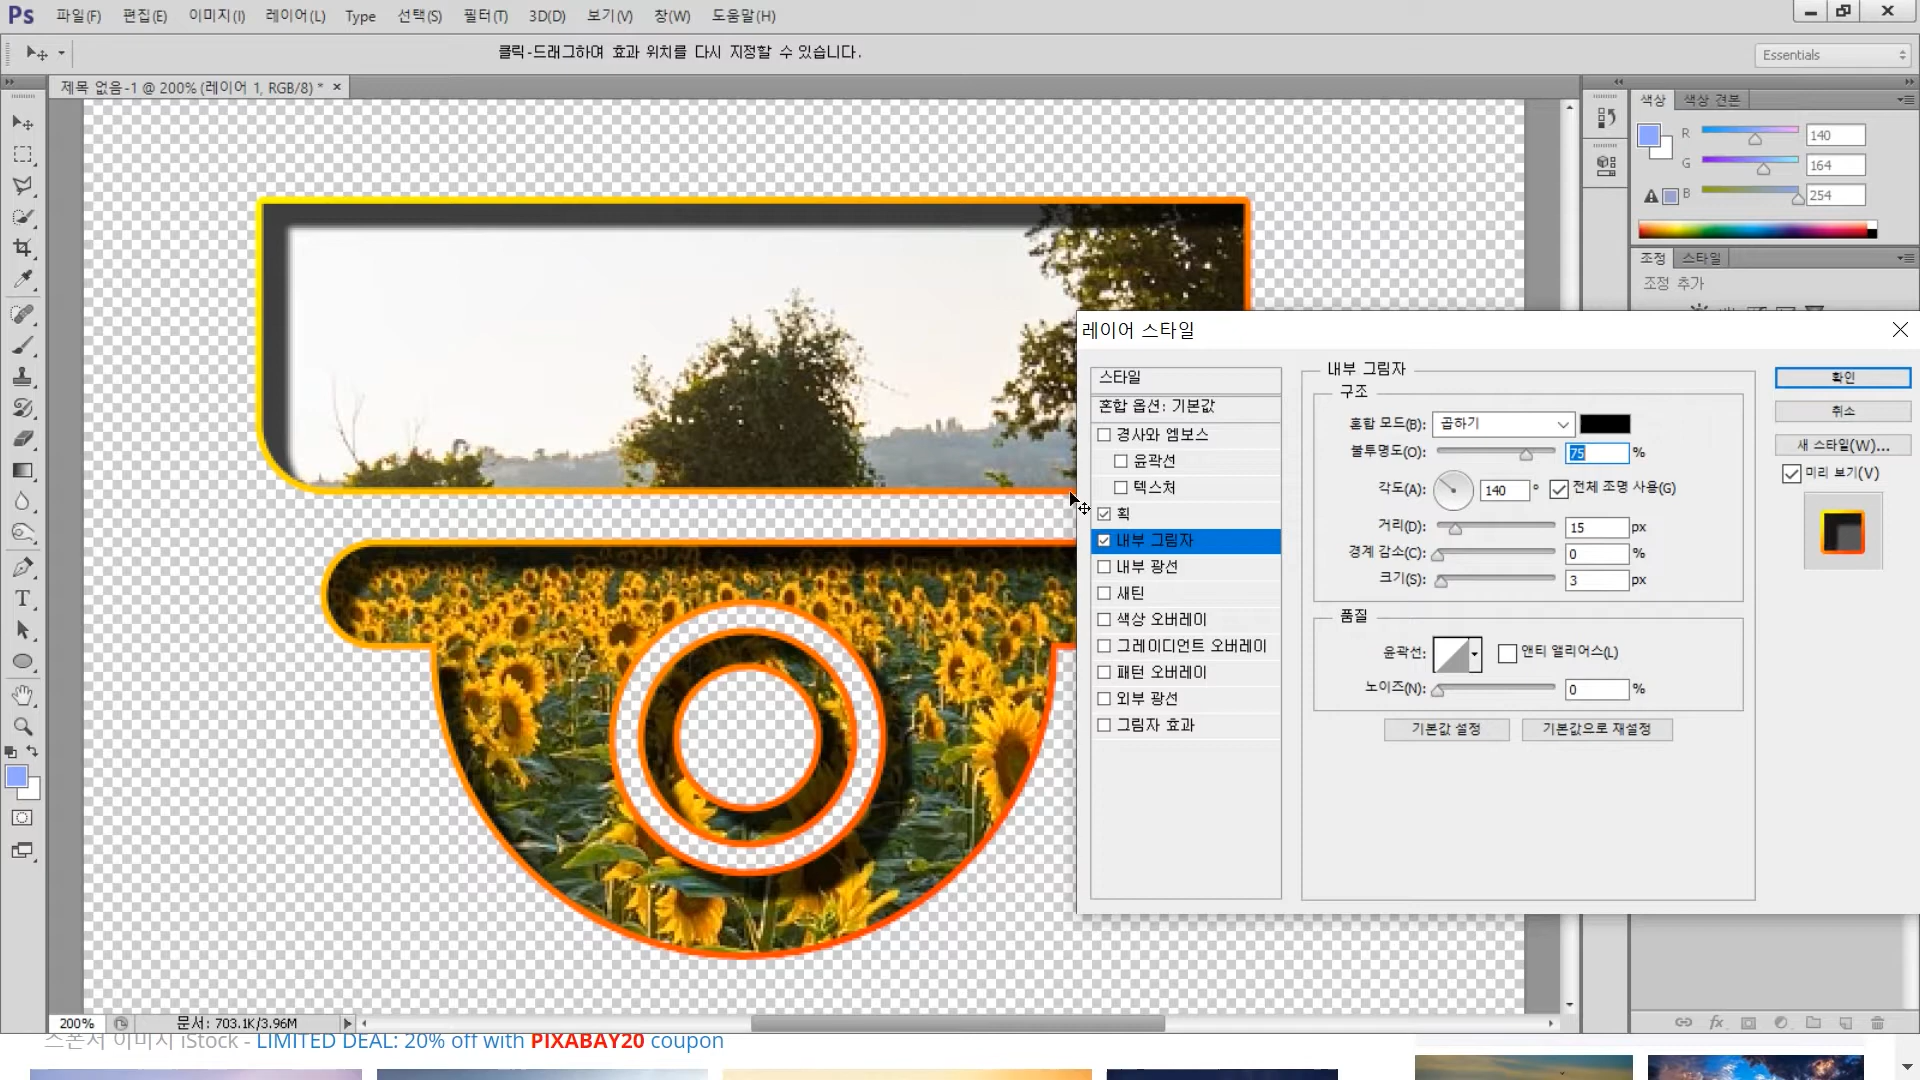 Ps 파일(F) 편집(E) 이미지(I) 레이어(L) Type 선택(S) 필터(T) 3D(D) 보기(V) 창(W) 도움말(H)
클릭-드래그하며 효과 위치를 다시 지정할 수 있습니다.
Essentials
제목 없음-1 @ 200% (레이어 1, RGB/8) *
색상 색상 견본
R 140
G 164
B 254
조정 스타일
조정 추가
레이어 스타일
스타일
혼합 옵션: 기본값
경사와 엠보스
윤곽선
텍스처
획
내부 그림자
내부 광선
새틴
색상 오버레이
그레이디언트 오버레이
패턴 오버레이
외부 광선
그림자 효과
내부 그림자
구조
혼합 모드(B): 곱하기
불투명도(O): 75 %
각도(A): 140 ° 전체 조명 사용(G)
거리(D): 15 px
경계 감소(C): 0 %
크기(S): 3 px
품질
윤곽선: 앤티 앨리어스(L)
노이즈(N): 0 %
기본값 설정 기본값으로 재설정
확인
취소
새 스타일(W)...
미리 보기(V)
200% 문서: 703.1K/3.96M
fx
스폰서 이미지 iStock - LIMITED DEAL: 20% off with PIXABAY20 coupon